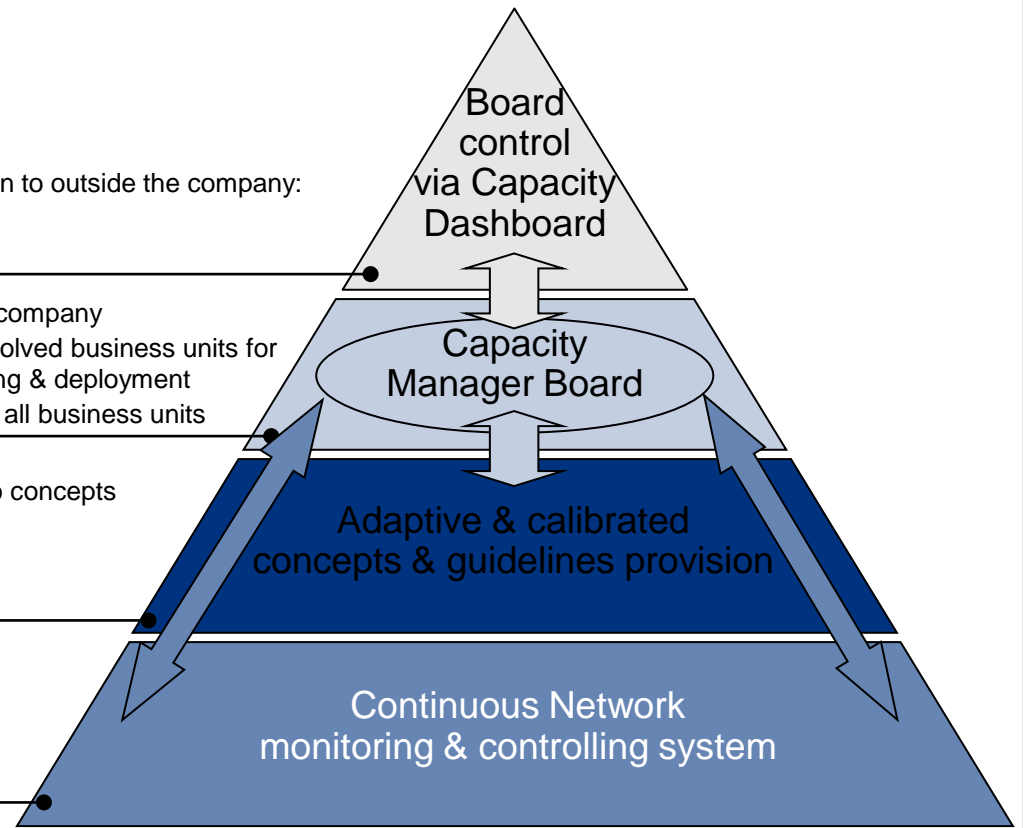 Board
control
via Capacity
Dashboard
n to outside the company:
company
olved business units for
ng & deployment
all business units
Capacity
Manager Board
concepts
Adaptive & calibrated
concepts & guidelines provision
Continuous Network
monitoring & controlling system